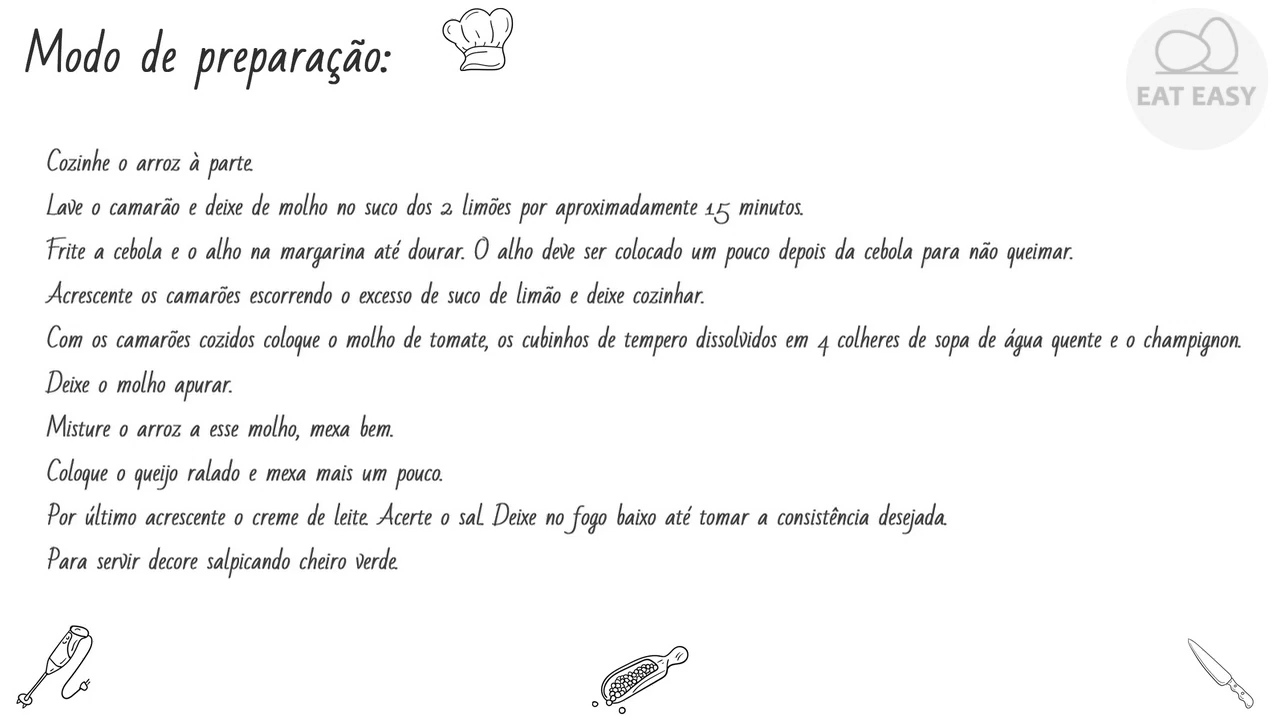 Modo de preparação:
EAT EASY
Cozinhe o arroz à parte.
Lave o camarão e deixe de molho no suco dos 2 limões por aproximadamente 15 minutos.
Frite a cebola e o alho na margarina até dourar. O alho deve ser colocado um pouco depois da cebola para não queimar.
Acrescente os camarões escorrendo o excesso de suco de limão e deixe cozinhar.
Com os camarões cozidos coloque o molho de tomate, os cubinhos de tempero dissolvidos em 4 colheres de sopa de água quente e o champignon.
Deixe o molho apurar.
Misture o arroz a esse molho, mexa bem.
Coloque o queijo ralado e mexa mais um pouco.
Por último acrescente o creme de leite. Acerte o sal. Deixe no fogo baixo até tomar a consistência desejada.
Para servir decore salpicando cheiro verde.